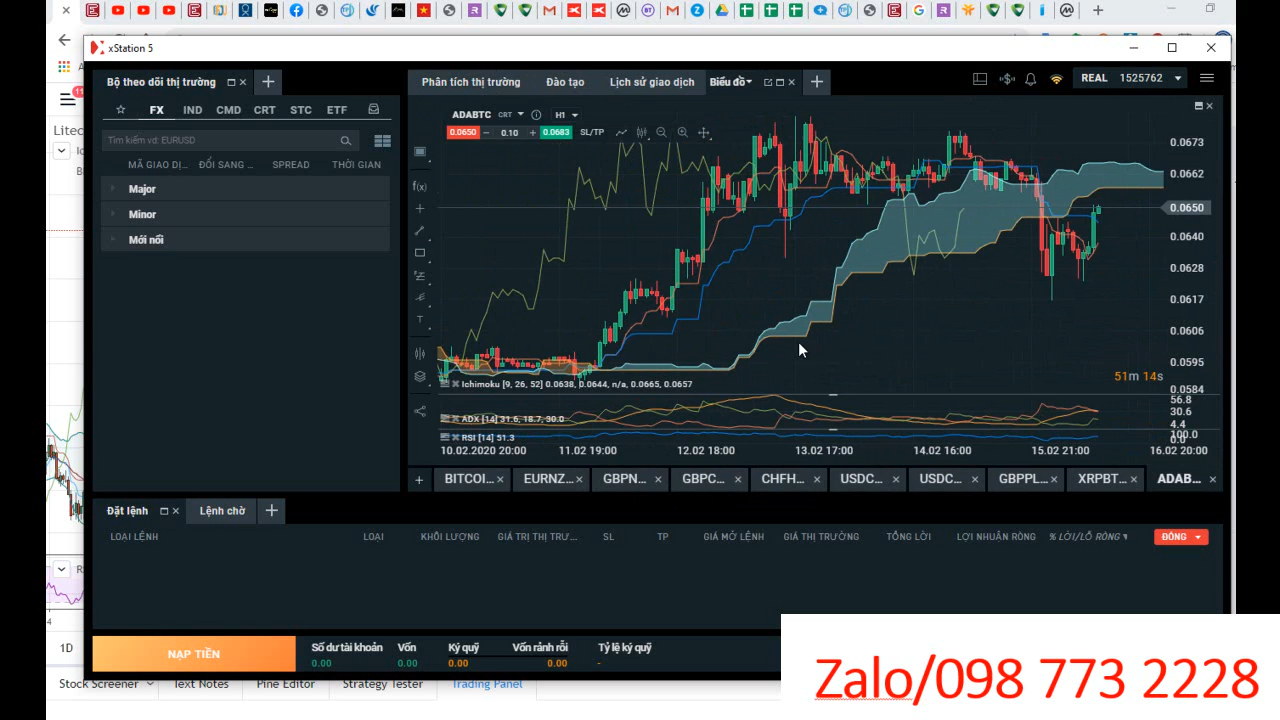 xStation 5
Bộ theo dõi thị trường
Phân tích thị trường
Đào tạo
Lịch sử giao dịch
Biểu đồ
REAL 1525762
FX IND CMD CRT STC ETF
Tìm kiếm vd: EURUSD
MÃ GIAO DỊ... ĐỔI SANG ... SPREAD THỜI GIAN
Major
Minor
Mới nổi
ADABTC CRT H1
0.0650 – 0.10 + 0.0683 SL/TP
f(x)
0.0673
0.0662
0.0650
0.0640
0.0628
0.0617
0.0606
0.0595
0.0584
51m 14s
Ichimoku [9, 26, 52] 0.0638, 0.0644, n/a, 0.0665, 0.0657
56.8
30.6
4.4
ADX [14] 31.6, 18.7, 30.0
100.0
RSI [14] 51.3
10.02.2020 20:00 11.02 19:00 12.02 18:00 13.02 17:00 14.02 16:00 15.02 21:00 16.02 20:00
BITCOI... EURNZ... GBPN... GBPC... CHFH... USDC... USDC... GBPPL... XRPBT... ADAB...
Đặt lệnh
Lệnh chờ
LOẠI LỆNH LOẠI KHỐI LƯỢNG GIÁ TRỊ THỊ TRƯ... SL TP GIÁ MỞ LỆNH GIÁ THỊ TRƯỜNG TỔNG LỜI LỢI NHUẬN RÒNG % LỜI/LỖ RÒNG
ĐÓNG
NẠP TIỀN
Số dư tài khoản Vốn Ký quỹ Vốn rảnh rỗi Tỷ lệ ký quỹ
0.00 0.00 0.00 0.00 -
1D
Stock Screener Text Notes Pine Editor Strategy Tester Trading Panel
Zalo/098 773 2228